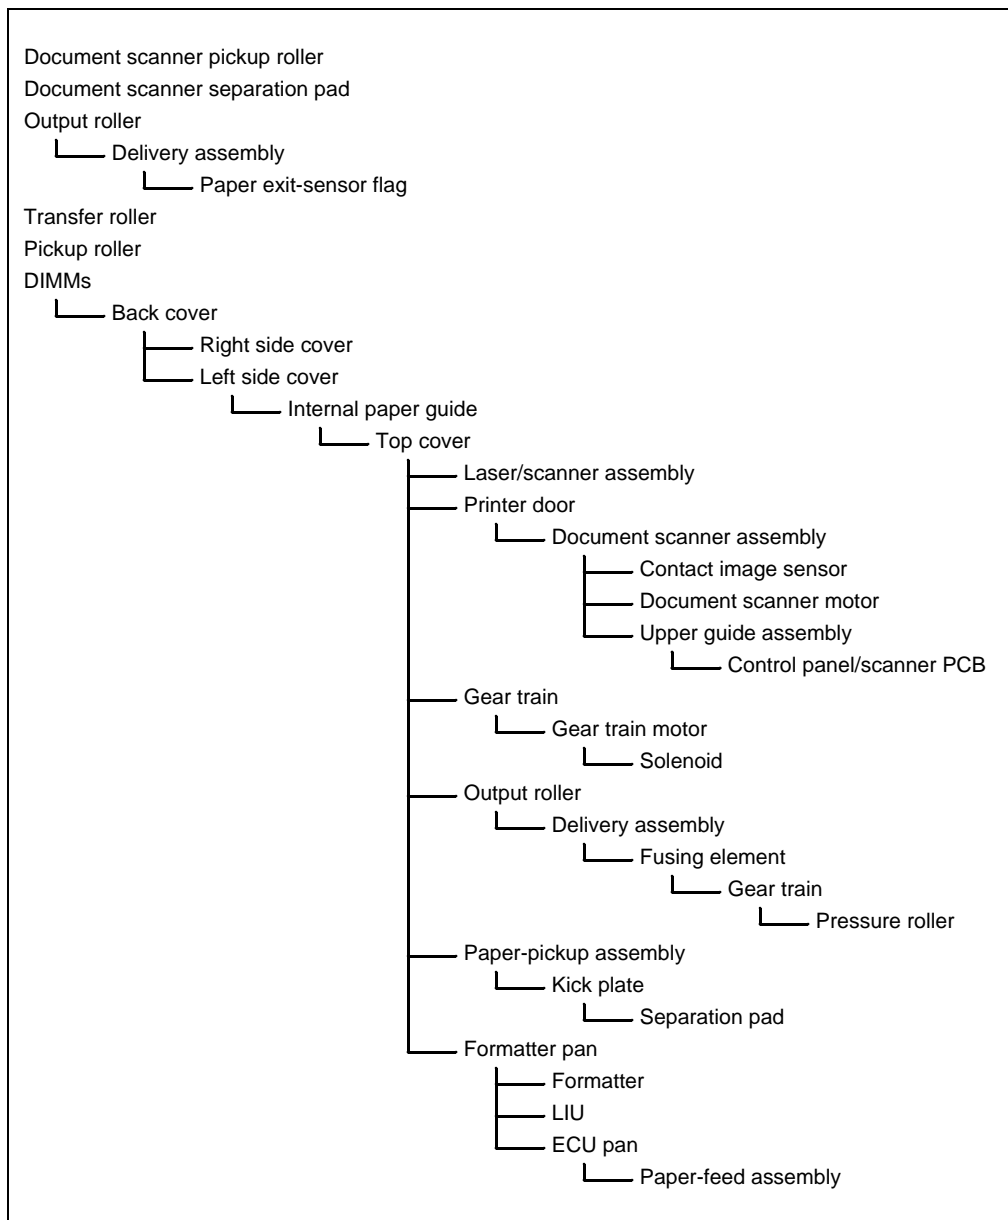 Document scanner pickup roller
Document scanner separation pad
Output roller
Delivery assembly
Paper exit-sensor flag
Transfer roller
Pickup roller
DIMMs
Back cover
Right side cover
Left side cover
Internal paper guide
Top cover
Laser/scanner assembly
Printer door
Document scanner assembly
Contact image sensor
Document scanner motor
Upper guide assembly
Control panel/scanner PCB
Gear train
Gear train motor
Solenoid
Output roller
Delivery assembly
Fusing element
Gear train
Pressure roller
Paper-pickup assembly
Kick plate
Separation pad
Formatter pan
Formatter
LIU
ECU pan
Paper-feed assembly